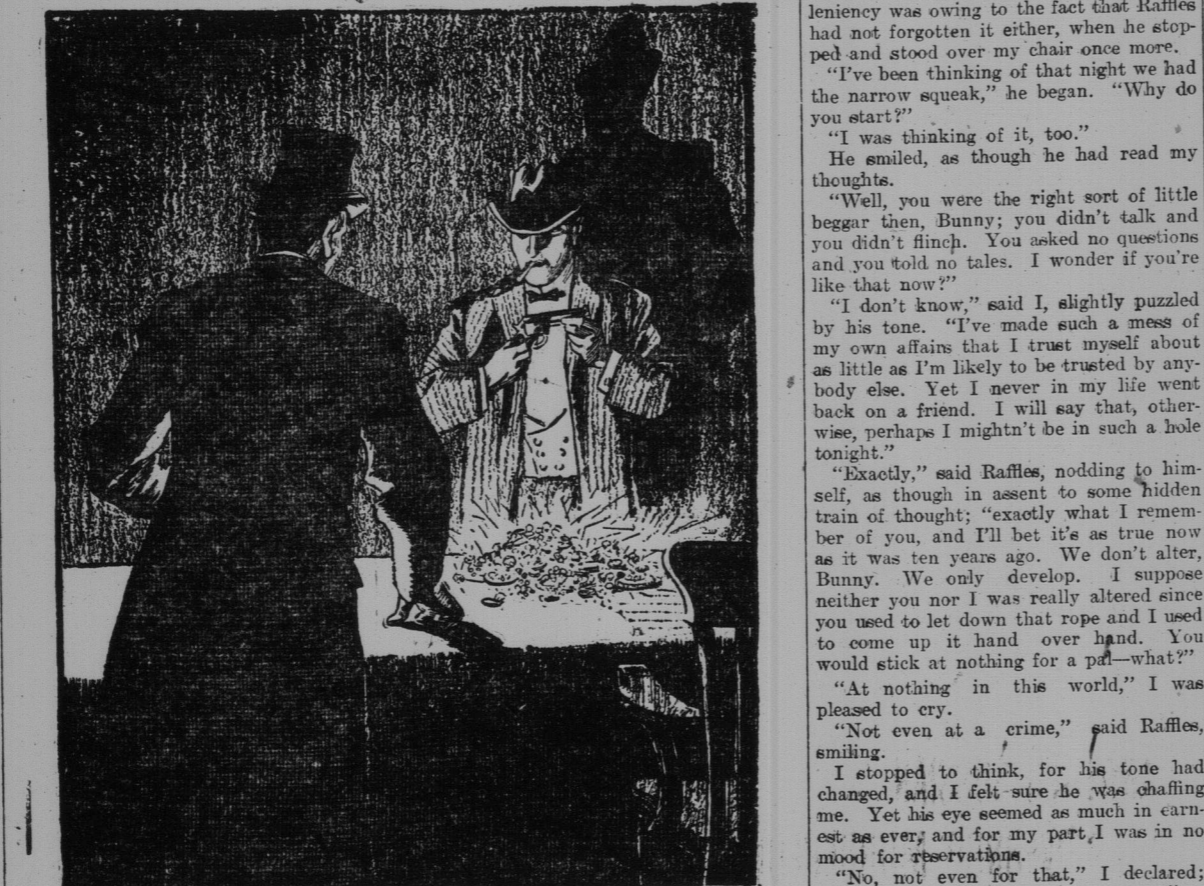 leniency was owing to the fact that Raffles
had not forgotten it either, when he stop-
ped and stood over my chair once more.
“I've been thinking of that night we had
the narrow squeak,” he began. “Why do
you start?”
“I was thinking of it, too.”
He smiled, as though he had read my
thoughts.
“Well, you were the right sort of little
beggar then, Bunny; you didn't talk and
you didn't flinch. You asked no questions
and you told no tales. I wonder if you're
like that now?”
“I don't know,” said I, slightly puzzled
by his tone. “I've made such a mess of
my own affairs that I trust myself about
as little as I'm likely to be trusted by any-
body else. Yet I never in my life went
back on a friend. I will say that, other-
wise, perhaps I mightn't be in such a hole
tonight.”
“Exactly,” said Raffles, nodding to him-
self, as though in assent to some hidden
train of thought; “exactly what I remem-
ber of you, and I'll bet it's as true now
as it was ten years ago. We don't alter,
Bunny. We only develop. I suppose
neither you nor I was really altered since
you used to let down that rope and I used
to come up it hand over hand. You
would stick at nothing for a pal—what?”
“At nothing in this world,” I was
pleased to cry.
“Not even at a crime,” said Raffles,
smiling.
I stopped to think, for his tone had
changed, and I felt sure he was chaffing
me. Yet his eye seemed as much in earn-
est as ever, and for my part I was in no
mood for reservations.
“No, not even for that,” I declared;